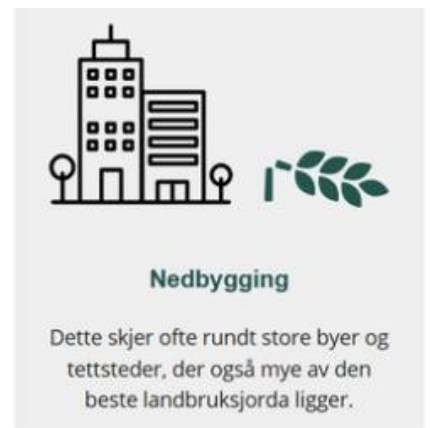 Nedbygging
Dette skjer ofte rundt store byer og
tettsteder, der også mye av den
beste landbruksjorda ligger.